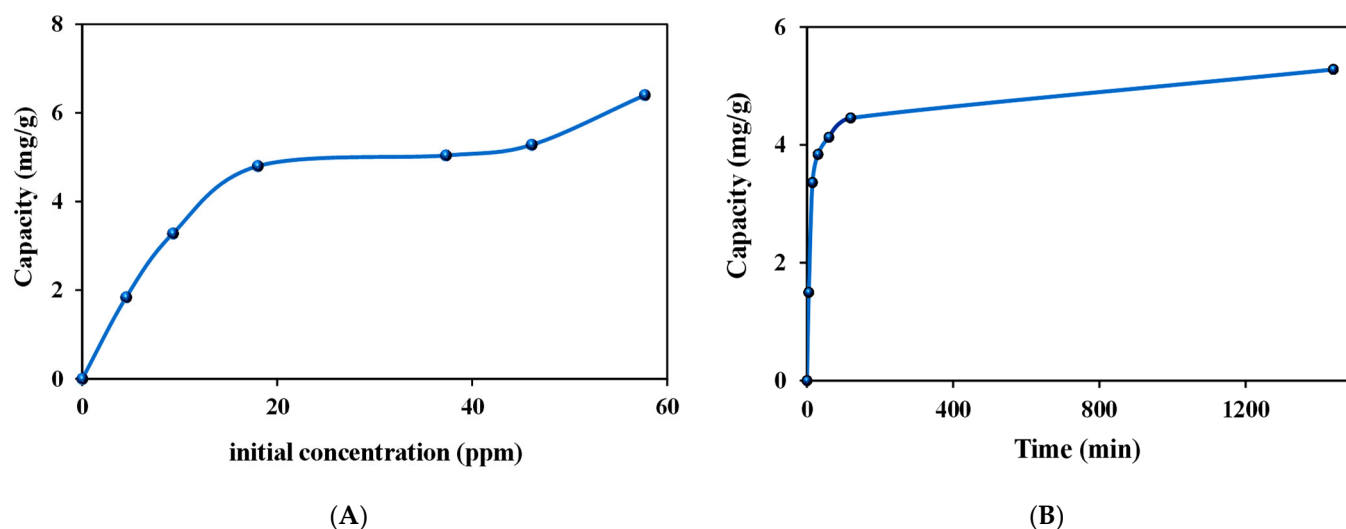 8
6
4
2
0
Capacity (mg/g)
0 20 40 60
initial concentration (ppm)
(A)
6
4
2
0
Capacity (mg/g)
0 400 800 1200
Time (min)
(B)